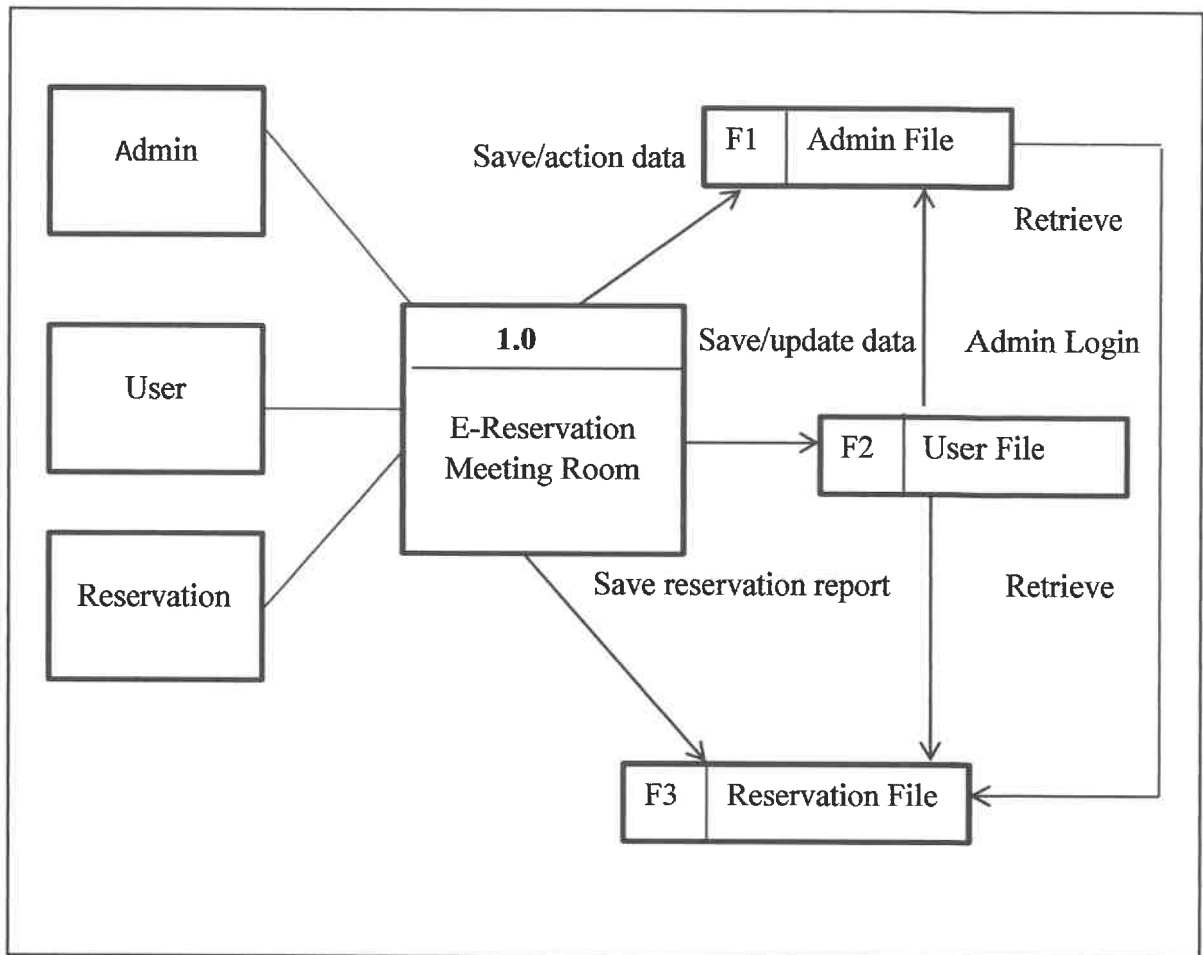 Admin
F1 Admin File
Save/action data
Retrieve
1.0
Save/update data
Admin Login
User
E-Reservation
Meeting Room
F2 User File
Reservation
Save reservation report
Retrieve
F3 Reservation File